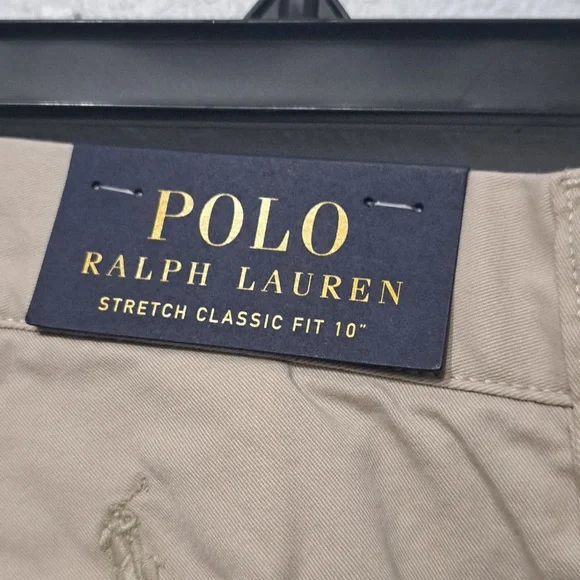 POLO
RALPH LAUREN
STRETCH CLASSIC FIT 10"